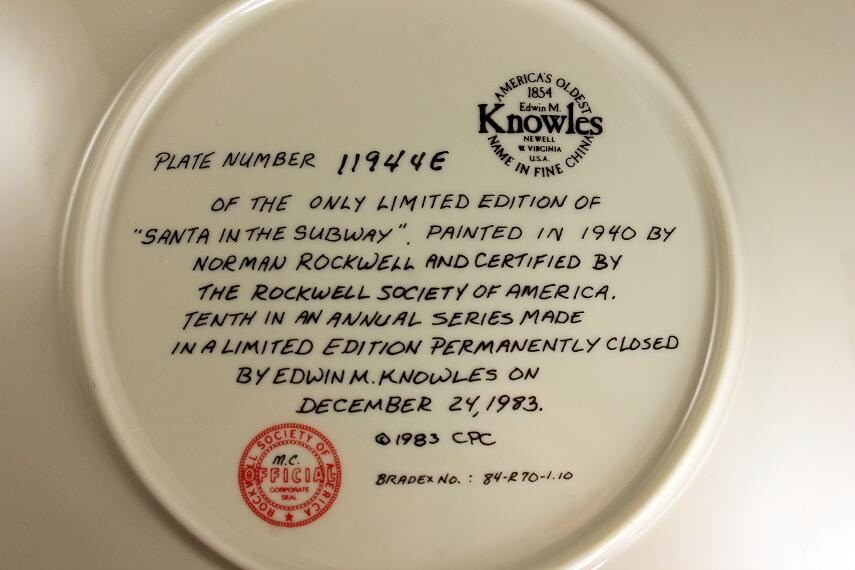 AMERICA'S OLDEST
1854
Edwin M.
Knowles
NEWELL
W. VIRGINIA
U.S.A.
NAME IN FINE CHINA
PLATE NUMBER 11944E
OF THE ONLY LIMITED EDITION OF
"SANTA IN THE SUBWAY". PAINTED IN 1940 BY
NORMAN ROCKWELL AND CERTIFIED BY
THE ROCKWELL SOCIETY OF AMERICA.
TENTH IN AN ANNUAL SERIES MADE
IN A LIMITED EDITION PERMANENTLY CLOSED
BY EDWIN M. KNOWLES ON
DECEMBER 24, 1983.
©1983 CPC
BRADEX NO.: 84-R70-1.10
ROCKWELL SOCIETY OF AMERICA
M.C.
OFFICIAL
CORPORATE
SEAL